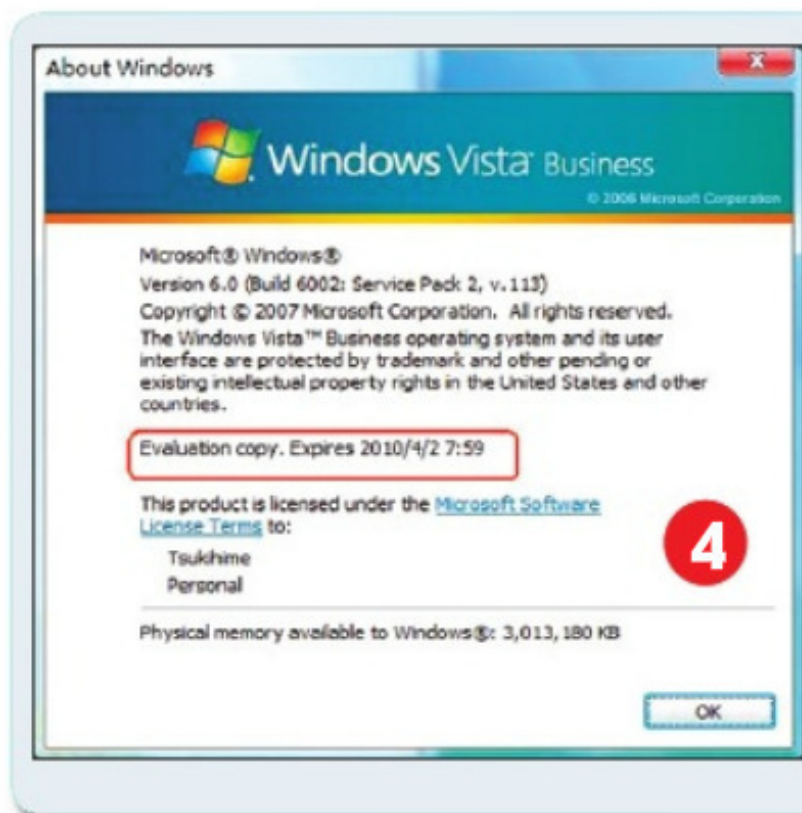 About Windows
Windows Vista™ Business
© 2006 Microsoft Corporation
Microsoft® Windows®
Version 6.0 (Build 6002: Service Pack 2, v.113)
Copyright © 2007 Microsoft Corporation. All rights reserved.
The Windows Vista™ Business operating system and its user
interface are protected by trademark and other pending or
existing intellectual property rights in the United States and other
countries.
Evaluation copy. Expires 2010/4/2 7:59
This product is licensed under the Microsoft Software
License Terms to:
Tsukihime
Personal
4
Physical memory available to Windows®: 3,013,180 KB
OK